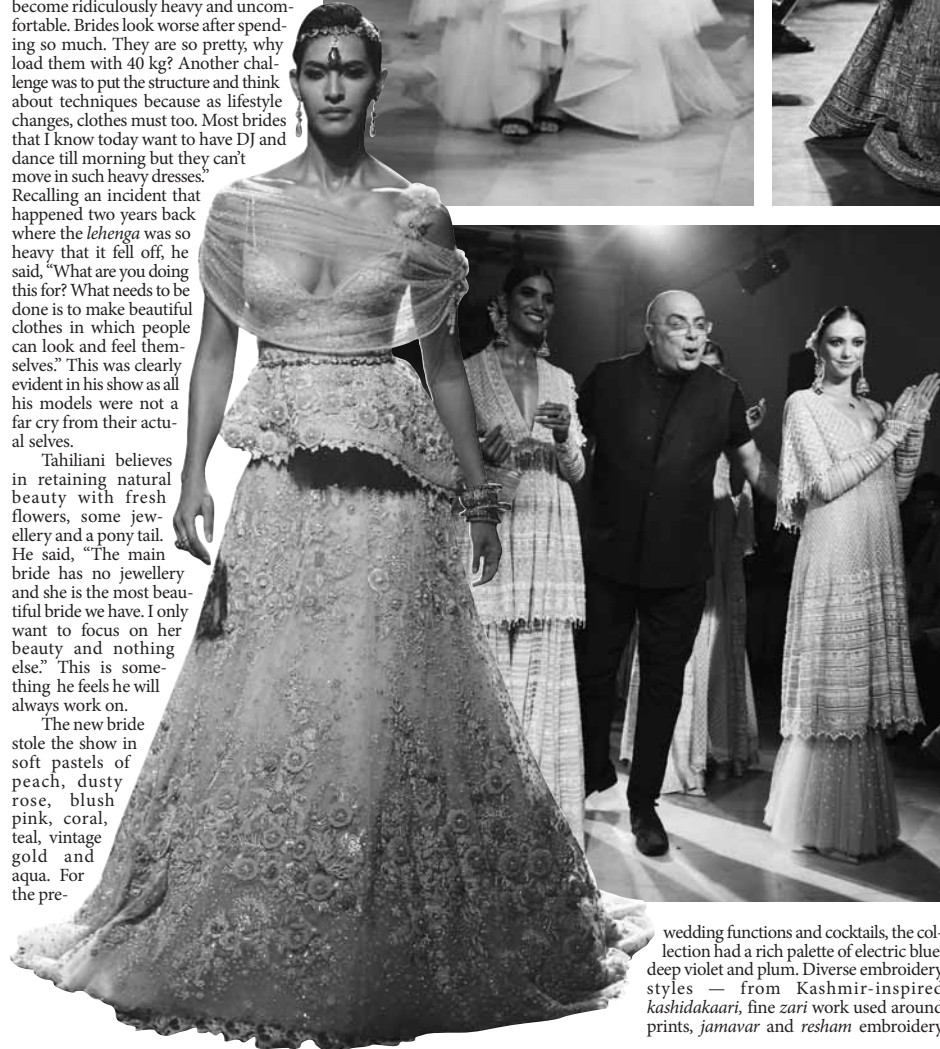 become ridiculously heavy and uncom-
fortable. Brides look worse after spend-
ing so much. They are so pretty, why
load them with 40 kg? Another chal-
lenge was to put the structure and think
about techniques because as lifestyle
changes, clothes must too. Most brides
that I know today want to have DJ and
dance till morning but they can't
move in such heavy dresses."
Recalling an incident that
happened two years back
where the lehenga was so
heavy that it fell off, he
said, "What are you doing
this for? What needs to be
done is to make beautiful
clothes in which people
can look and feel them-
selves." This was clearly
evident in his show as all
his models were not a
far cry from their actu-
al selves.
Tahiliani believes
in retaining natural
beauty with fresh
flowers, some jew-
ellery and a pony tail.
He said, "The main
bride has no jewellery
and she is the most beau-
tiful bride we have. I only
want to focus on her
beauty and nothing
else." This is some-
thing he feels he will
always work on.
The new bride
stole the show in
soft pastels of
peach, dusty
rose, blush
pink, coral,
teal, vintage
gold and
aqua. For
the pre-
wedding functions and cocktails, the col-
lection had a rich palette of electric blue
deep violet and plum. Diverse embroidery
styles — from Kashmir-inspired
kashidakaari, fine zari work used around
prints, jamavar and resham embroidery